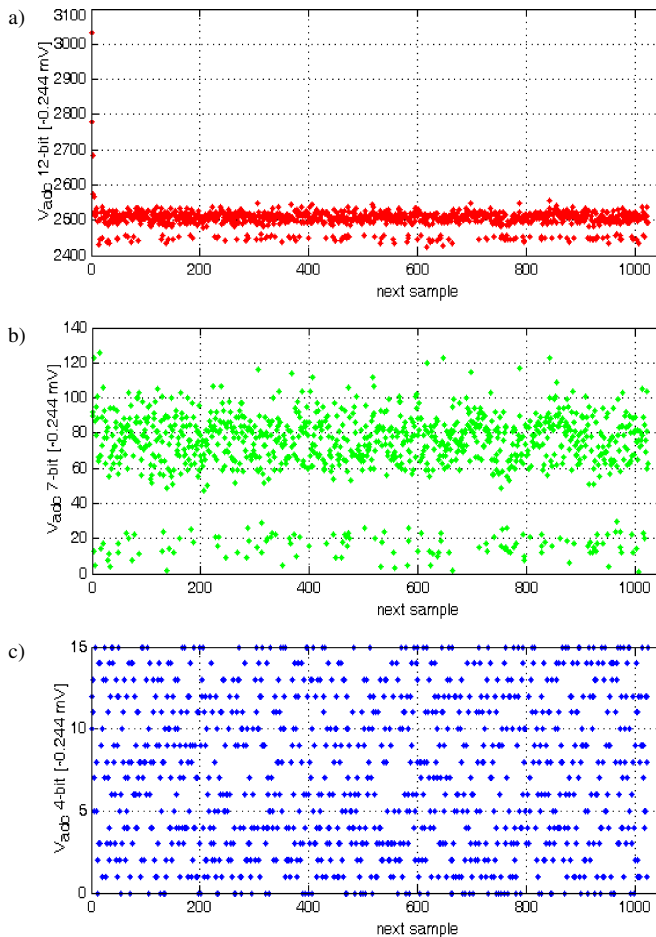 a)
3100
3000
2900
2800
2700
2600
2500
2400
Vadc 12-bit [-0.244 mV]
0 200 400 600 800 1000
next sample
b)
140
120
100
80
60
40
20
0
Vadc 7-bit [-0.244 mV]
0 200 400 600 800 1000
next sample
c)
15
10
5
0
Vadc 4-bit [-0.244 mV]
0 200 400 600 800 1000
next sample